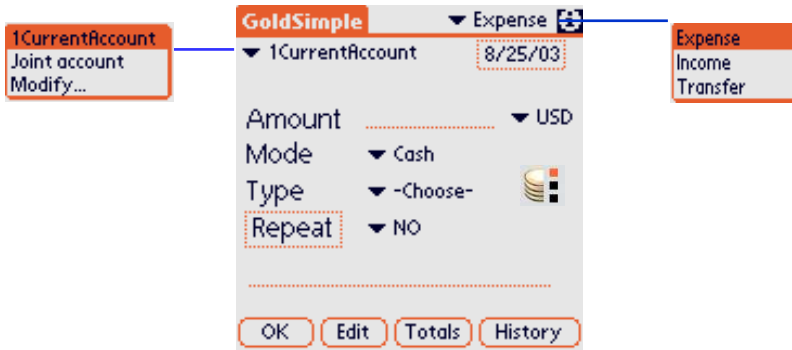 1CurrentAccount
Joint account
Modify...
GoldSimple
Expense
1CurrentAccount
8/25/03
Amount
USD
Mode
Cash
Type
-Choose-
Repeat
NO
OK
Edit
Totals
History
Expense
Income
Transfer